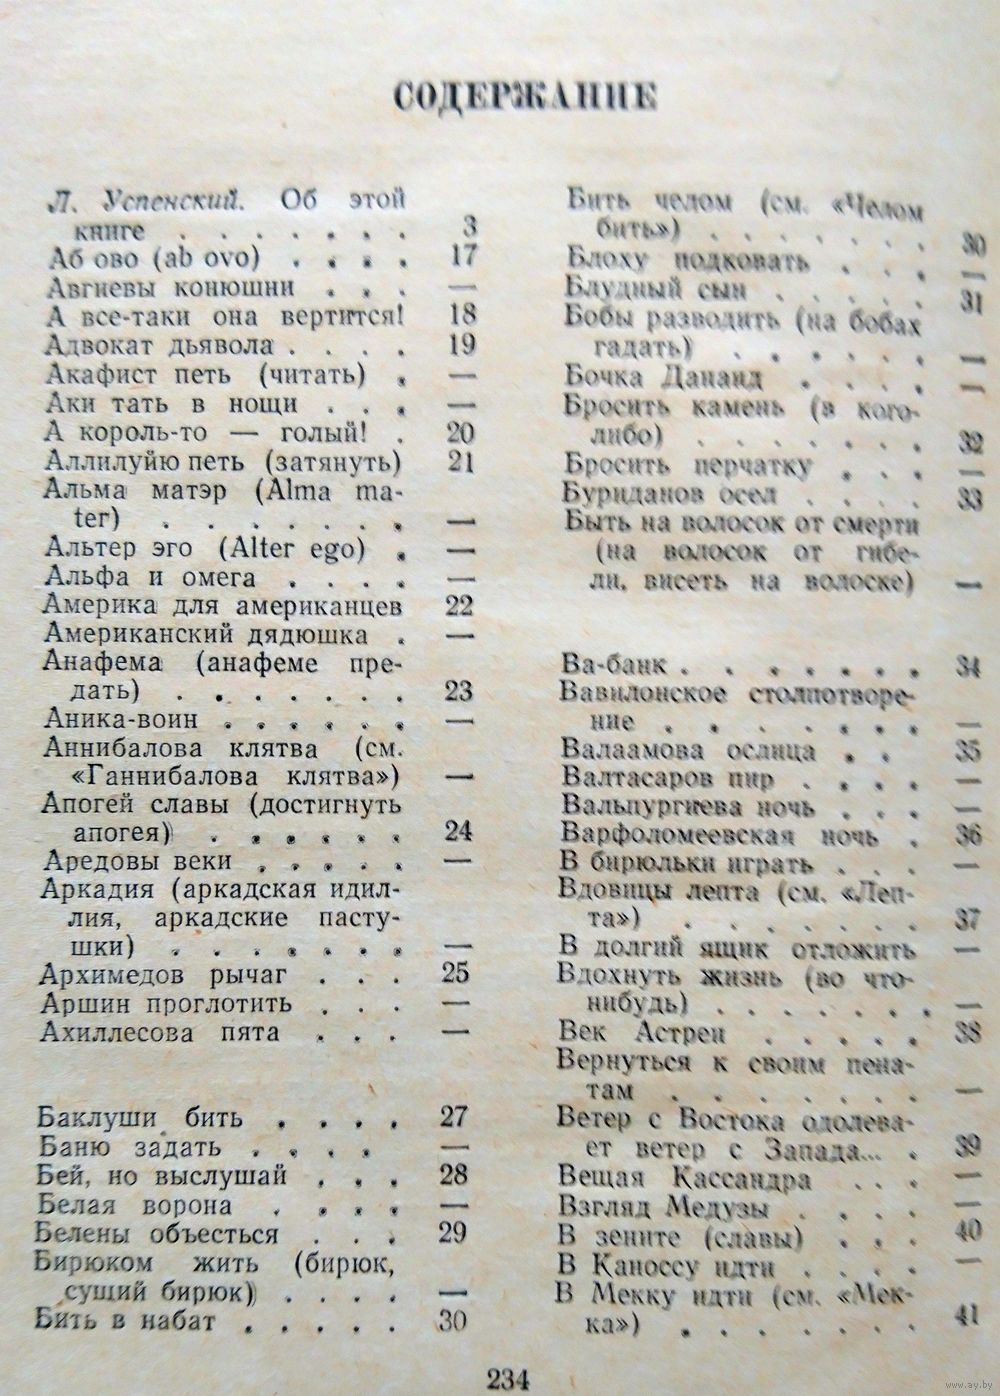 СОДЕРЖАНИЕ
Л. Успенский. Об этой
книге . . . . . . . 3
Аб ово (ab ovo) . . . . 17
Авгиевы конюшни . . . —
А все-таки она вертится! 18
Адвокат дьявола . . . . 19
Акафист петь (читать) . —
Аки тать в нощи . . . —
А король-то — голый! . 20
Аллилуйю петь (затянуть) 21
Альма матэр (Alma ma-
ter) . . . . . . . —
Альтер эго (Alter ego) . —
Альфа и омега . . . . —
Америка для американцев 22
Американский дядюшка . —
Анафема (анафеме пре-
дать) . . . . . . . 23
Аника-воин . . . . . . —
Аннибалова клятва (см.
«Ганнибалова клятва») —
Апогей славы (достигнуть
апогея) . . . . . . 24
Аредовы веки . . . . . —
Аркадия (аркадская идил-
лия, аркадские пасту-
шки) . . . . . . . —
Архимедов рычаг . . . 25
Аршин проглотить . . . —
Ахиллесова пята . . . —
Баклуши бить . . . . 27
Баню задать . . . . —
Бей, но выслушай . . . 28
Белая ворона . . . . —
Белены объесться . . . 29
Бирюком жить (бирюк,
сущий бирюк) . . . . —
Бить в набат . . . . . 30
Бить челом (см. «Челом
бить») . . . . . . . 30
Блоху подковать . . . —
Блудный сын . . . . . 31
Бобы разводить (на бобах
гадать) . . . . . . —
Бочка Данаид . . . . —
Бросить камень (в кого-
либо) . . . . . . . 32
Бросить перчатку . . . —
Буриданов осел . . . . 33
Быть на волосок от смерти
(на волосок от гибе-
ли, висеть на волоске) —
Ва-банк . . . . . . . 34
Вавилонское столпотворе-
ние . . . . . . . —
Валаамова ослица . . . 35
Валтасаров пир . . . . —
Вальпургиева ночь . . . —
Варфоломеевская ночь . 36
В бирюльки играть . . . —
Вдовицы лепта (см. «Леп-
та») . . . . . . . 37
В долгий ящик отложить —
Вдохнуть жизнь (во что-
нибудь) . . . . . . . —
Век Астреи . . . . . 38
Вернуться к своим пена-
там . . . . . . . —
Ветер с Востока одолева-
ет ветер с Запада... . 39
Вещая Кассандра . . . —
Взгляд Медузы . . . . —
В зените (славы) . . . 40
В Каноссу идти . . . . —
В Мекку идти (см. «Мек-
ка») . . . . . . . 41
234
www.ay.by